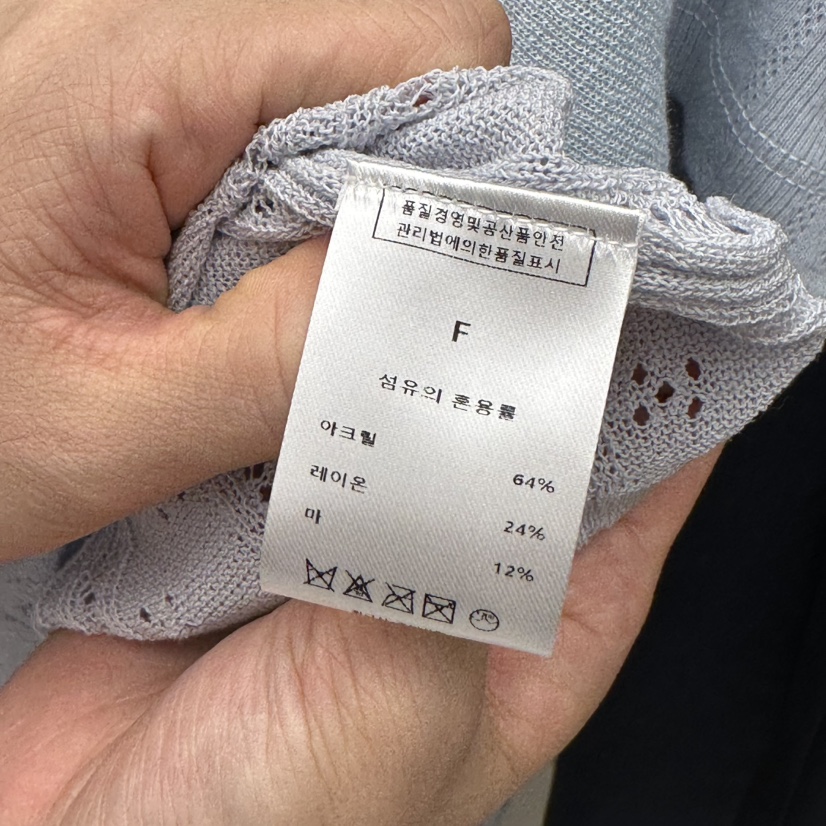 품질경영및공산품안전
관리법에의한품질표시
F
섬유의 혼용률
아크릴 64%
레이온 24%
마 12%